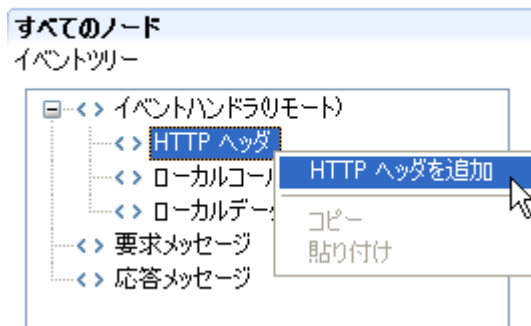 すべてのノード
イベントツリー
イベントハンドラ(リモート)
HTTP ヘッダ
HTTP ヘッダを追加
ローカルコール
コピー
ローカルデー
貼り付け
要求メッセージ
応答メッセージ